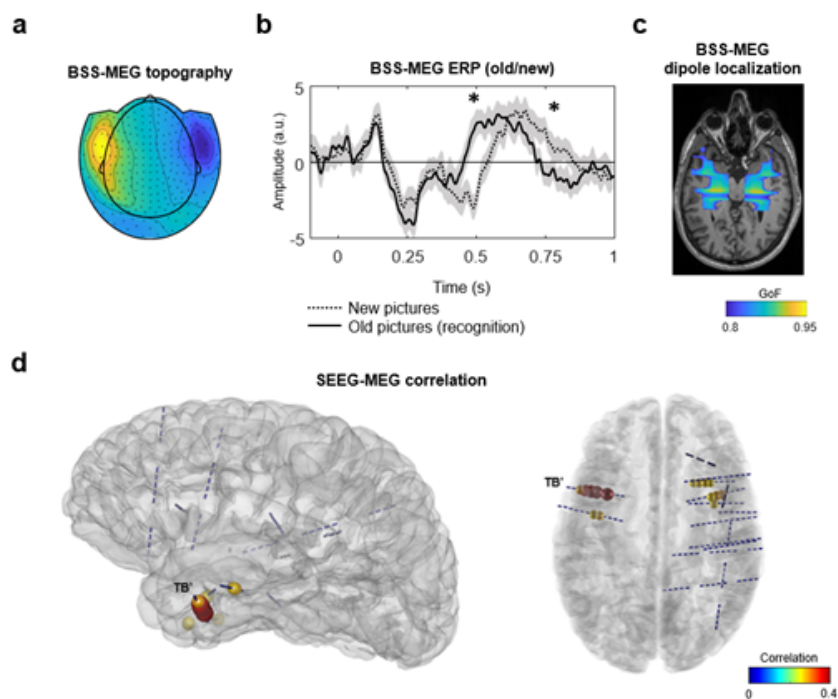 a
BSS-MEG topography
b
BSS-MEG ERP (old/new)
5
0
-5
Amplitude (a.u.)
*
*
0
0.25
0.5
0.75
1
Time (s)
New pictures
Old pictures (recognition)
c
BSS-MEG
dipole localization
GoF
0.8
0.95
d
SEEG-MEG correlation
TB'
TB'
Correlation
0
0.4